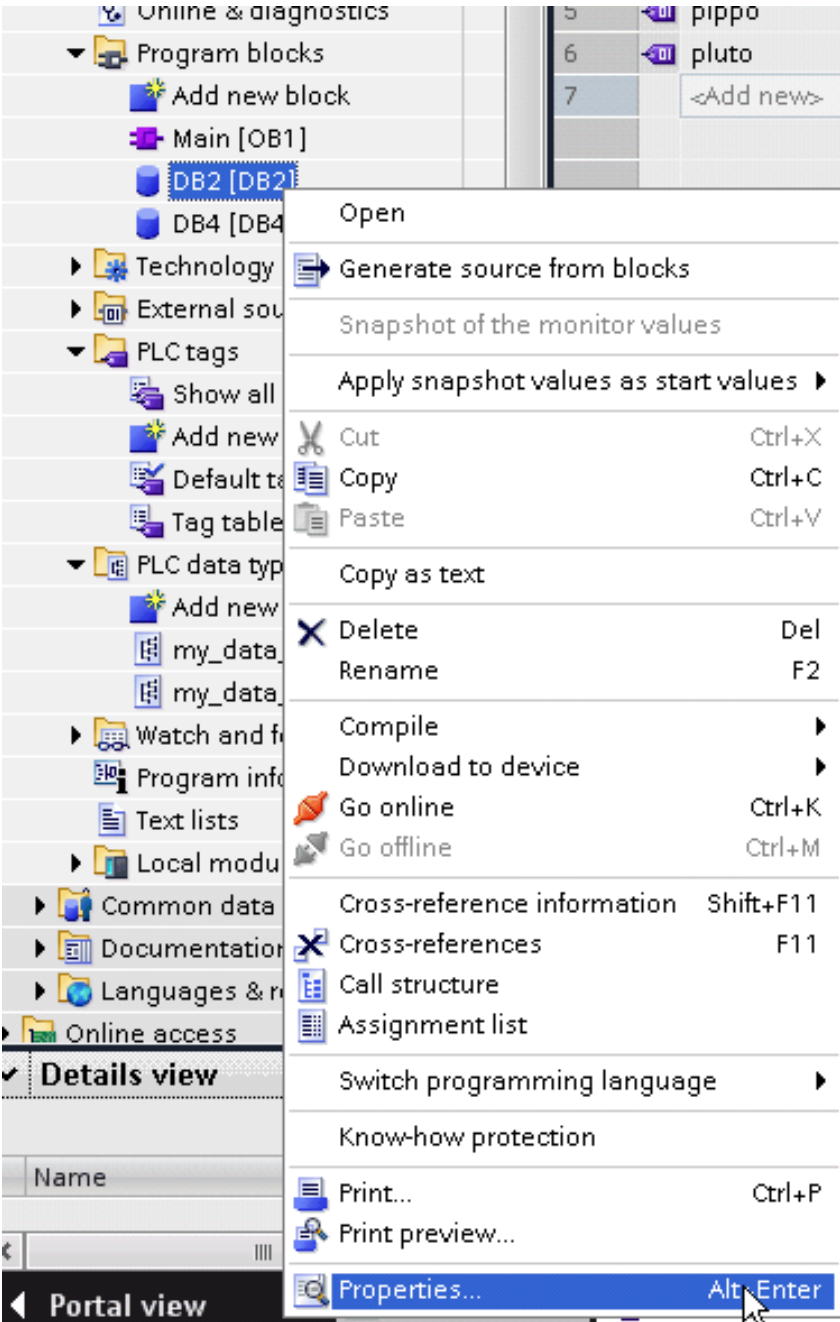 Online & diagnostics
Program blocks
Add new block
Main [OB1]
DB2 [DB2]
DB4 [DB4
Technology
External sou
PLC tags
Show all
Add new
Default ta
Tag table
PLC data typ
Add new
my_data_
my_data_
Watch and fo
Program info
Text lists
Local modu
Common data
Documentation
Languages & re
Online access
Details view
Name
Portal view
5 pippo
6 pluto
7 <Add new>
Open
Generate source from blocks
Snapshot of the monitor values
Apply snapshot values as start values
Cut Ctrl+X
Copy Ctrl+C
Paste Ctrl+V
Copy as text
Delete Del
Rename F2
Compile
Download to device
Go online Ctrl+K
Go offline Ctrl+M
Cross-reference information Shift+F11
Cross-references F11
Call structure
Assignment list
Switch programming language
Know-how protection
Print... Ctrl+P
Print preview...
Properties... Alt+Enter